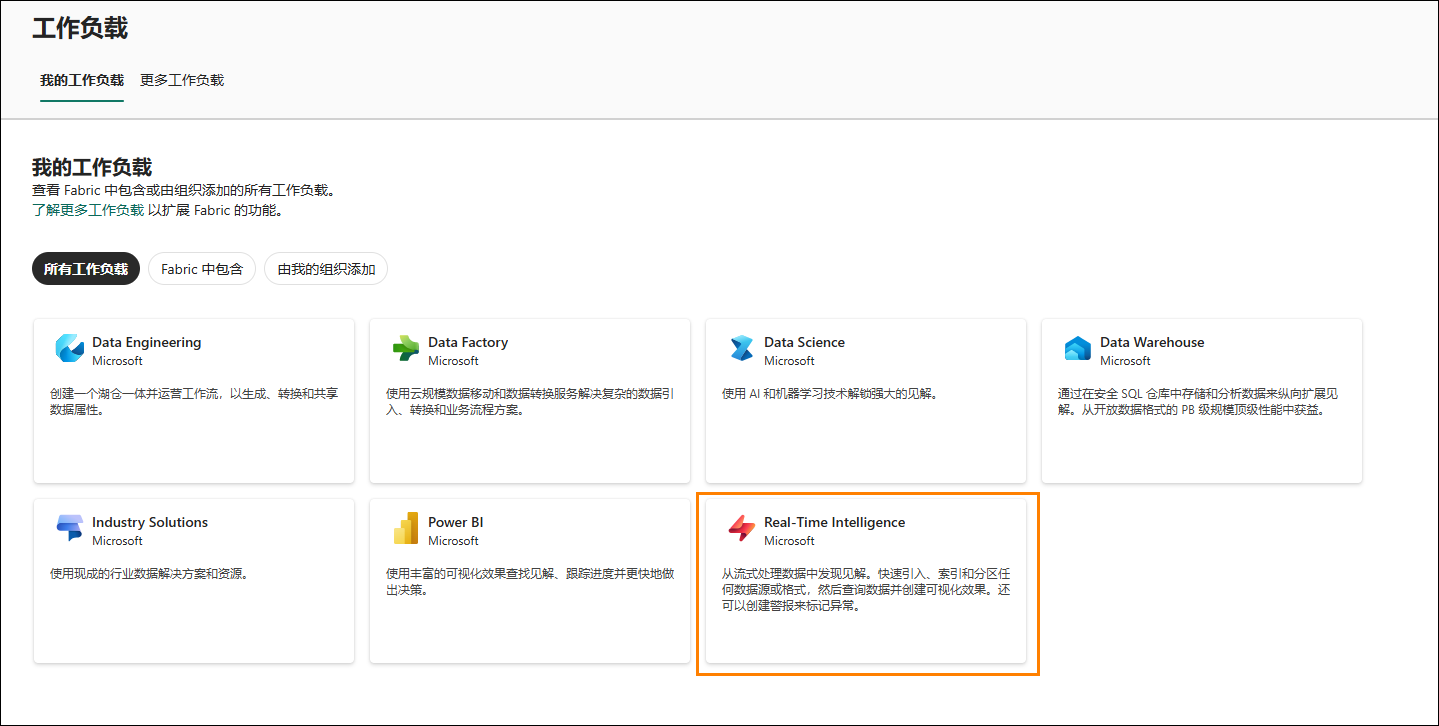 工作负载
我的工作负载 更多工作负载
我的工作负载
查看 Fabric 中包含或由组织添加的所有工作负载。
了解更多工作负载 以扩展 Fabric 的功能。
所有工作负载 Fabric 中包含 由我的组织添加
Data Engineering
Microsoft
创建一个湖仓一体并运营工作流，以生成、转换和共享
数据属性。
Data Factory
Microsoft
使用云规模数据移动和数据转换服务解决复杂的数据引
入、转换和业务流程方案。
Data Science
Microsoft
使用 AI 和机器学习技术解锁强大的见解。
Data Warehouse
Microsoft
通过在安全 SQL 仓库中存储和分析数据来纵向扩展见
解。从开放数据格式的 PB 级规模顶级性能中获益。
Industry Solutions
Microsoft
使用现成的行业数据解决方案和资源。
Power BI
Microsoft
使用丰富的可视化效果查找见解、跟踪进度并更快地做
出决策。
Real-Time Intelligence
Microsoft
从流式处理数据中发现见解。快速引入、索引和分区任
何数据源或格式，然后查询数据并创建可视化效果。还
可以创建警报来标记异常。